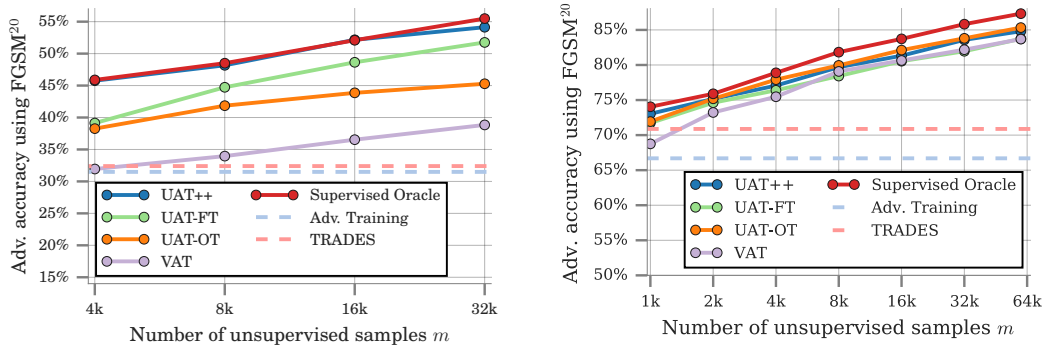 Adv. accuracy using FGSM²⁰
55%
50%
45%
40%
35%
30%
25%
20%
15%
UAT++
UAT-FT
UAT-OT
VAT
Supervised Oracle
Adv. Training
TRADES
4k 8k 16k 32k
Number of unsupervised samples m
Adv. accuracy using FGSM²⁰
85%
80%
75%
70%
65%
60%
55%
50%
UAT++
UAT-FT
UAT-OT
VAT
Supervised Oracle
Adv. Training
TRADES
1k 2k 4k 8k 16k 32k 64k
Number of unsupervised samples m